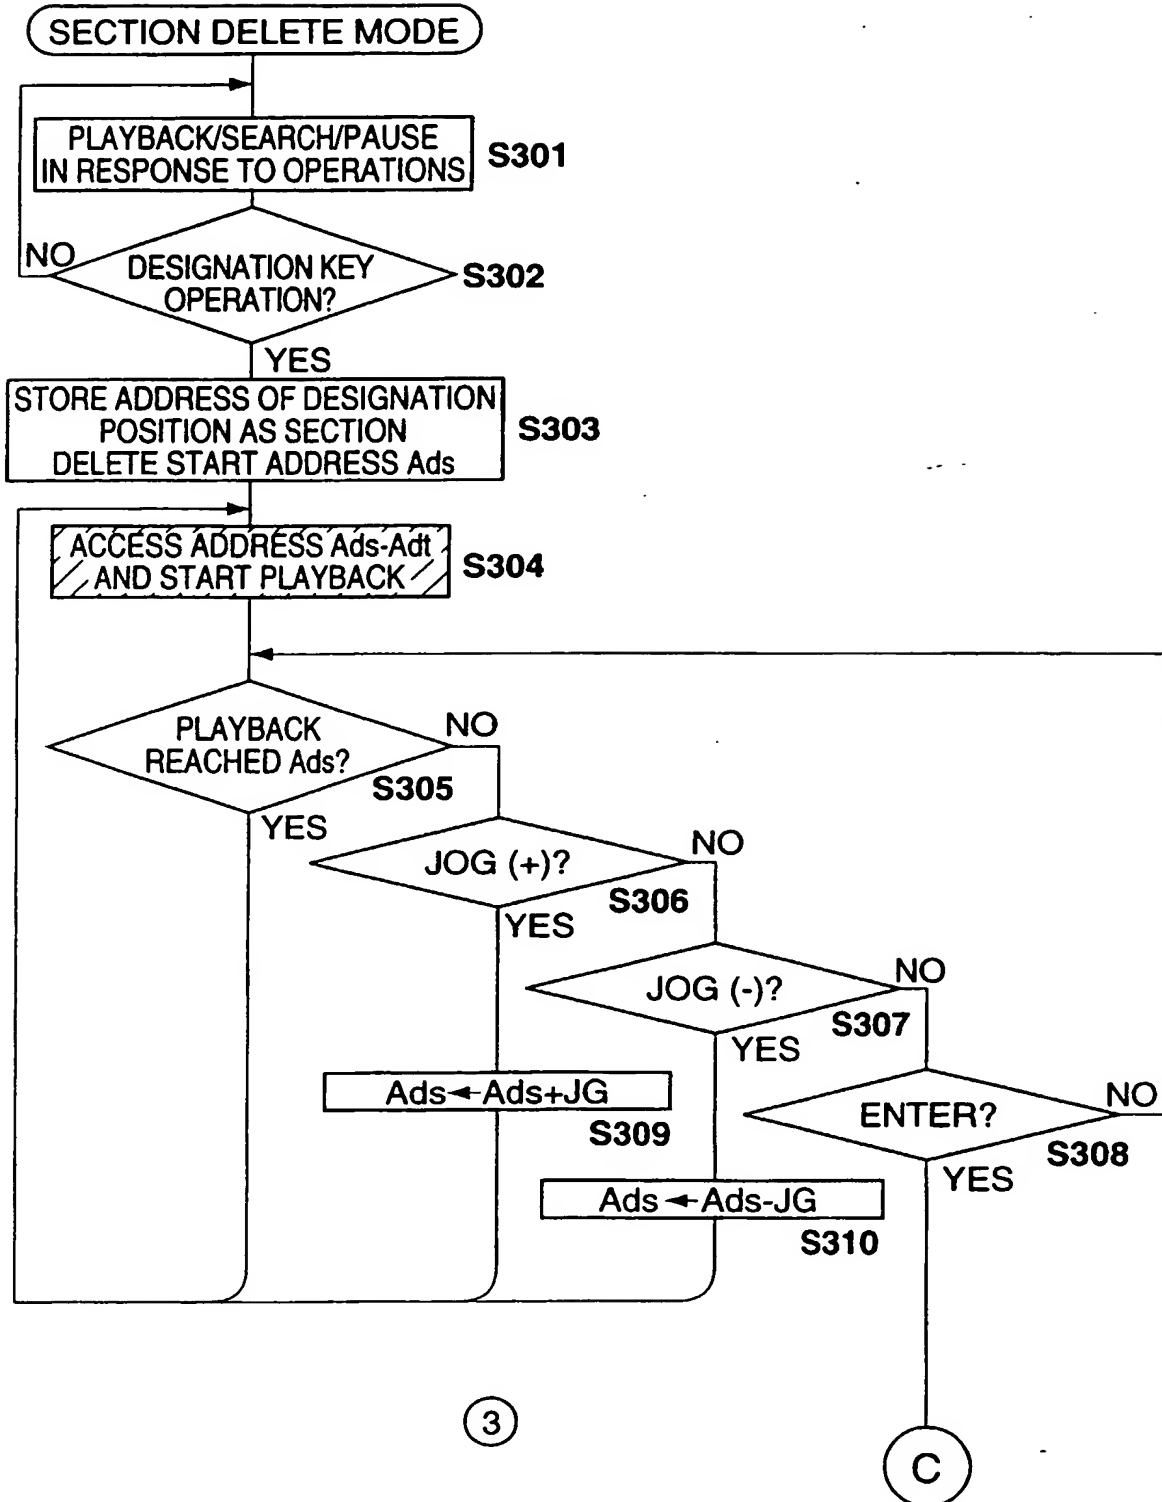 SECTION DELETE MODE
PLAYBACK/SEARCH/PAUSE
IN RESPONSE TO OPERATIONS
S301
NO
DESIGNATION KEY
OPERATION?
S302
YES
STORE ADDRESS OF DESIGNATION
POSITION AS SECTION
DELETE START ADDRESS Ads
S303
ACCESS ADDRESS Ads-Adt
AND START PLAYBACK
S304
PLAYBACK
REACHED Ads?
NO
S305
YES
JOG (+)?
NO
S306
YES
JOG (-)?
NO
S307
YES
Ads←Ads+JG
S309
ENTER?
NO
S308
YES
Ads←Ads-JG
S310
3
C